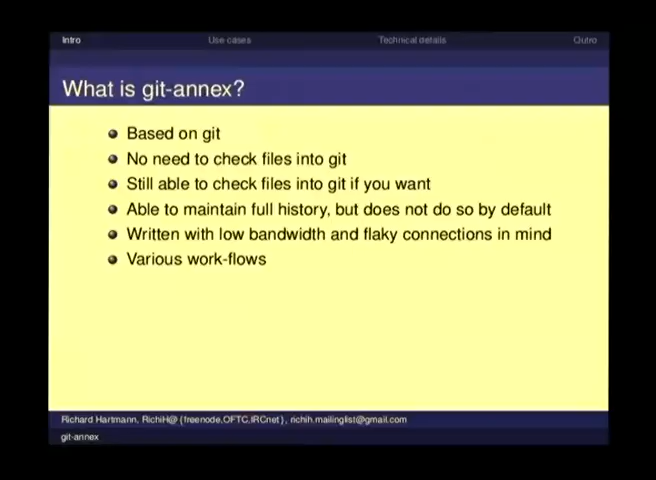 Intro Use cases Technical details Outro
What is git-annex?
Based on git
No need to check files into git
Still able to check files into git if you want
Able to maintain full history, but does not do so by default
Written with low bandwidth and flaky connections in mind
Various work-flows
Richard Hartmann, RichiH@{freenode,OFTC,IRCnet}, richih.mailinglist@gmail.com
git-annex